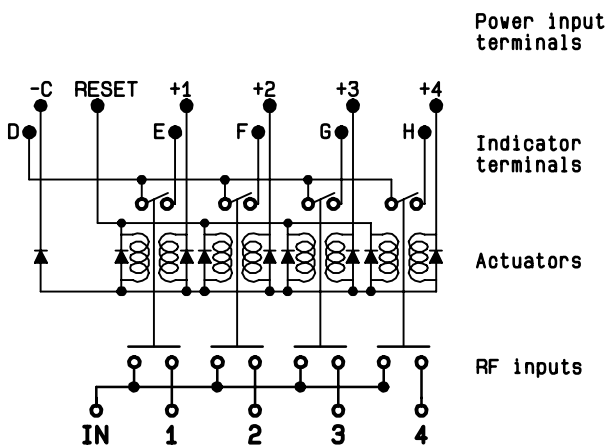 Power input
terminals
-C RESET +1 +2 +3 +4
D E F G H
Indicator
terminals
Actuators
RF inputs
IN 1 2 3 4